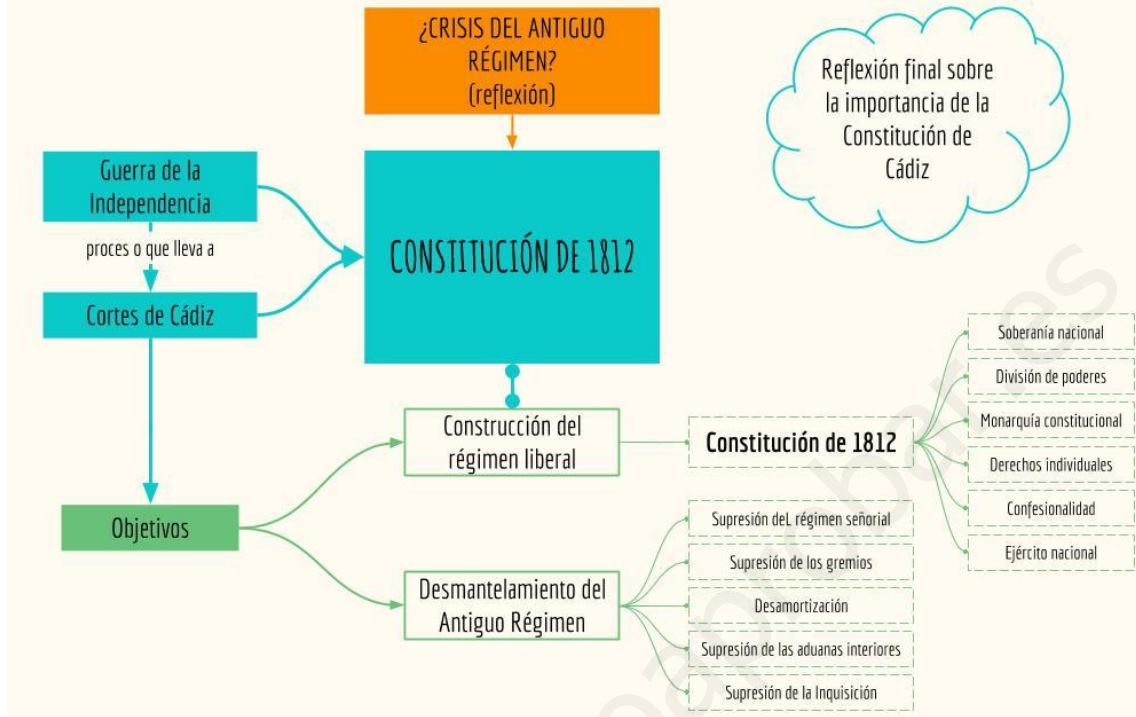 ¿CRISIS DEL ANTIGUO
RÉGIMEN?
(reflexión)
Reflexión final sobre
la importancia de la
Constitución de
Cádiz
Guerra de la
Independencia
proces o que lleva a
Cortes de Cádiz
CONSTITUCIÓN DE 1812
Objetivos
Construcción del
régimen liberal
Constitución de 1812
Soberanía nacional
División de poderes
Monarquía constitucional
Derechos individuales
Confesionalidad
Ejército nacional
Desmantelamiento del
Antiguo Régimen
Supresión deL régimen señorial
Supresión de los gremios
Desamortización
Supresión de las aduanas interiores
Supresión de la Inquisición